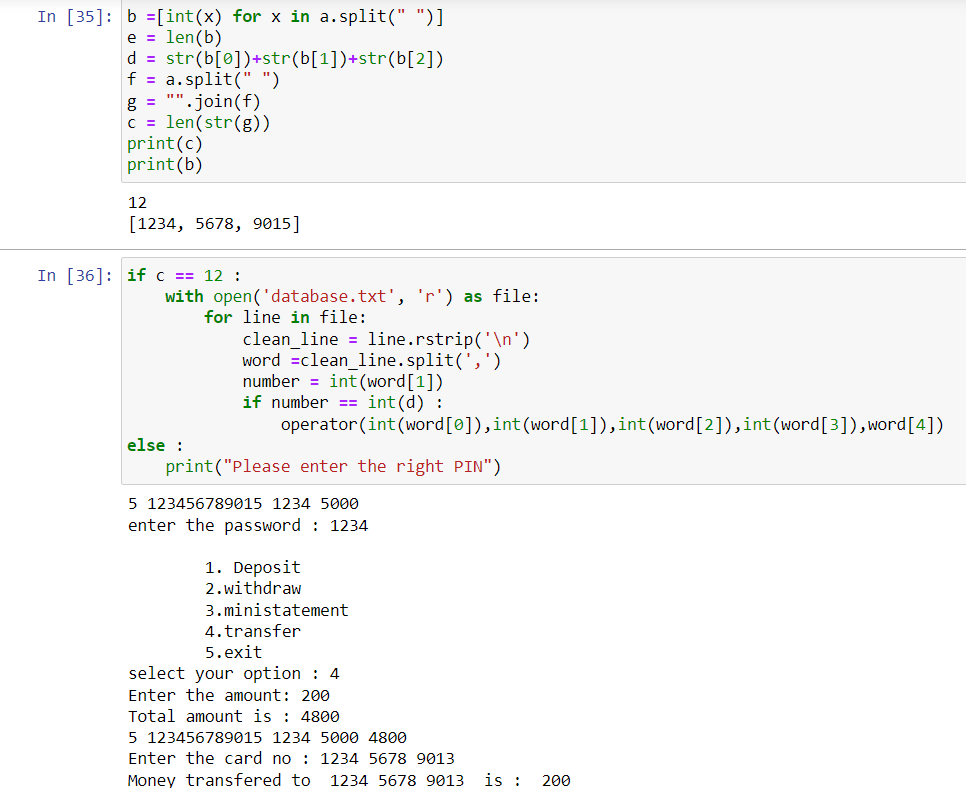 In [35]: b =[int(x) for x in a.split(" ")]
e = len(b)
d = str(b[0])+str(b[1])+str(b[2])
f = a.split(" ")
g = "".join(f)
c = len(str(g))
print(c)
print(b)
12
[1234, 5678, 9015]
In [36]: if c == 12 :
with open('database.txt', 'r') as file:
for line in file:
clean_line = line.rstrip('\n')
word =clean_line.split(',')
number = int(word[1])
if number == int(d) :
operator(int(word[0]),int(word[1]),int(word[2]),int(word[3]),word[4])
else :
print("Please enter the right PIN")
5 123456789015 1234 5000
enter the password : 1234
1. Deposit
2.withdraw
3.ministatement
4.transfer
5.exit
select your option : 4
Enter the amount: 200
Total amount is : 4800
5 123456789015 1234 5000 4800
Enter the card no : 1234 5678 9013
Money transfered to  1234 5678 9013  is :  200